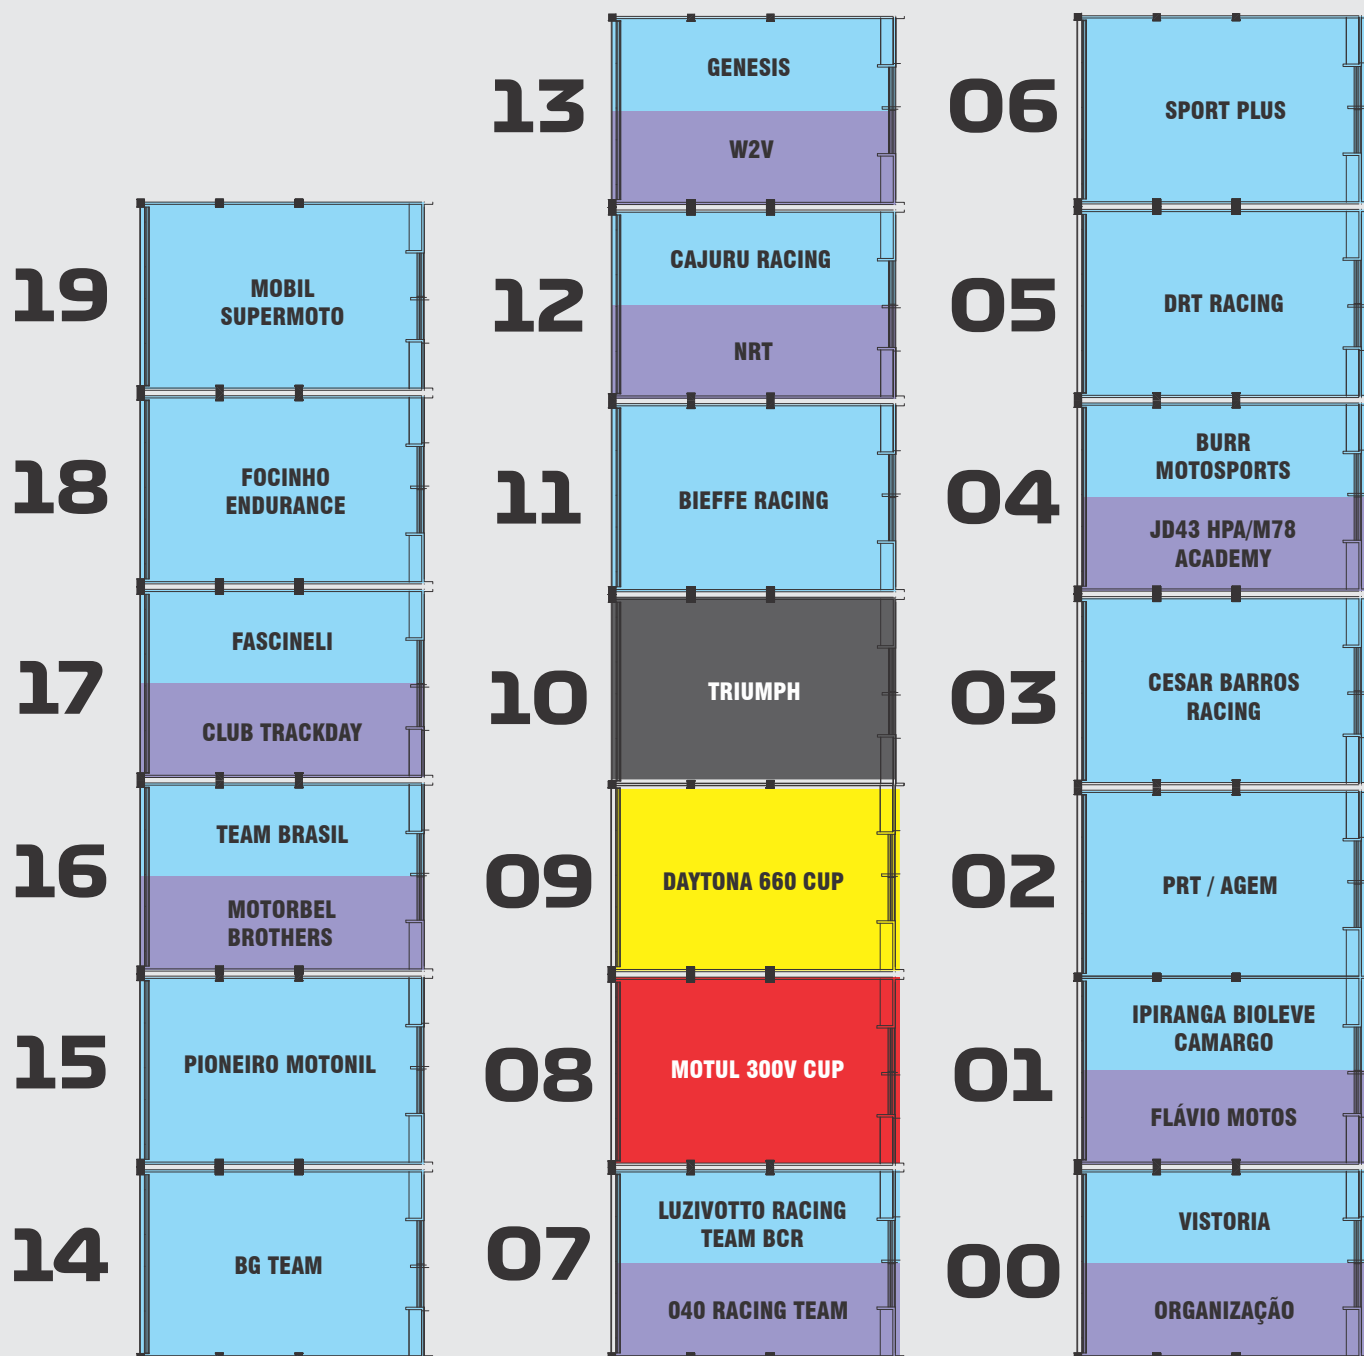 19
MOBIL
SUPERMOTO
18
FOCINHO
ENDURANCE
17
FASCINELI
CLUB TRACKDAY
16
TEAM BRASIL
MOTORBEL
BROTHERS
15
PIONEIRO MOTONIL
14
BG TEAM
13
GENESIS
W2V
12
CAJURU RACING
NRT
11
BIEFFE RACING
10
TRIUMPH
09
DAYTONA 660 CUP
08
MOTUL 300V CUP
07
LUZIVOTTO RACING
TEAM BCR
040 RACING TEAM
06
SPORT PLUS
05
DRT RACING
04
BURR
MOTOSPORTS
JD43 HPA/M78
ACADEMY
03
CESAR BARROS
RACING
02
PRT / AGEM
01
IPIRANGA BIOLEVE
CAMARGO
FLÁVIO MOTOS
00
VISTORIA
ORGANIZAÇÃO